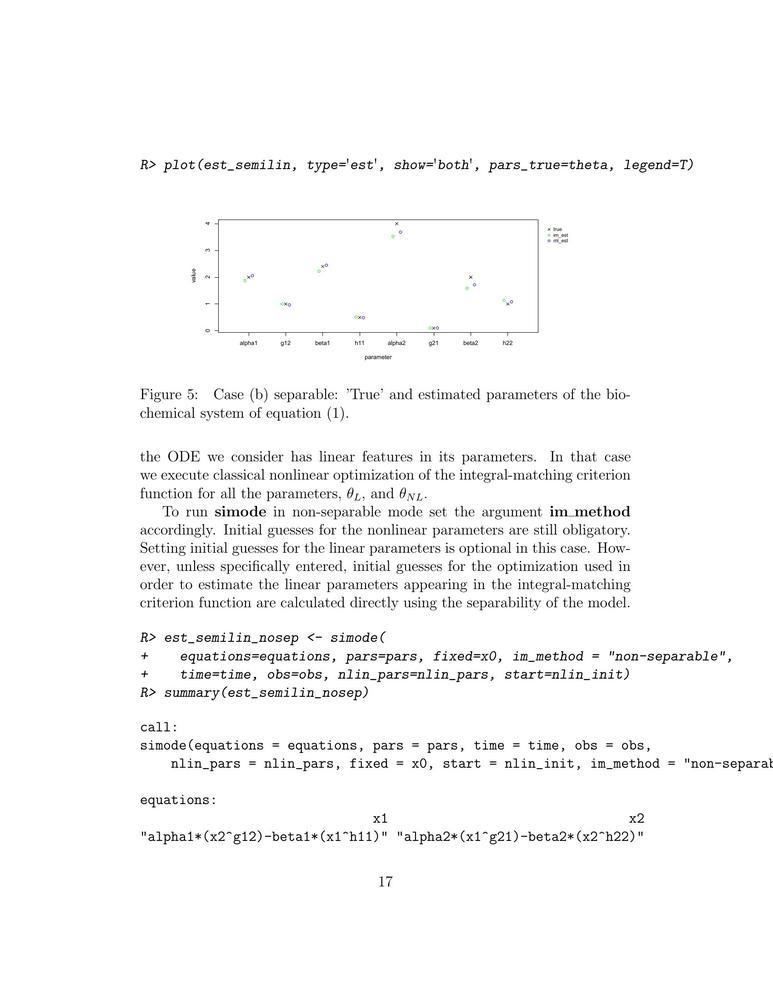 R> plot(est_semilin, type='est', show='both', pars_true=theta, legend=T)
4
3
2
1
0
value
alpha1 g12 beta1 h11 alpha2 g21 beta2 h22
parameter
true
im_est
nl_est
Figure 5: Case (b) separable: 'True' and estimated parameters of the bio-
chemical system of equation (1).
the ODE we consider has linear features in its parameters. In that case
we execute classical nonlinear optimization of the integral-matching criterion
function for all the parameters, θL, and θNL.
To run simode in non-separable mode set the argument im_method
accordingly. Initial guesses for the nonlinear parameters are still obligatory.
Setting initial guesses for the linear parameters is optional in this case. How-
ever, unless specifically entered, initial guesses for the optimization used in
order to estimate the linear parameters appearing in the integral-matching
criterion function are calculated directly using the separability of the model.
R> est_semilin_nosep <- simode(
+ equations=equations, pars=pars, fixed=x0, im_method = "non-separable",
+ time=time, obs=obs, nlin_pars=nlin_pars, start=nlin_init)
R> summary(est_semilin_nosep)
call:
simode(equations = equations, pars = pars, time = time, obs = obs,
nlin_pars = nlin_pars, fixed = x0, start = nlin_init, im_method = "non-separab
equations:
x1 x2
"alpha1*(x2^g12)-beta1*(x1^h11)" "alpha2*(x1^g21)-beta2*(x2^h22)"
17